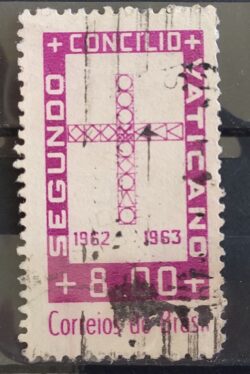 + CONCILIO +
SEGUNDO
VATICANO
1962 1963
+ 8,00 +
Correios do Brasil